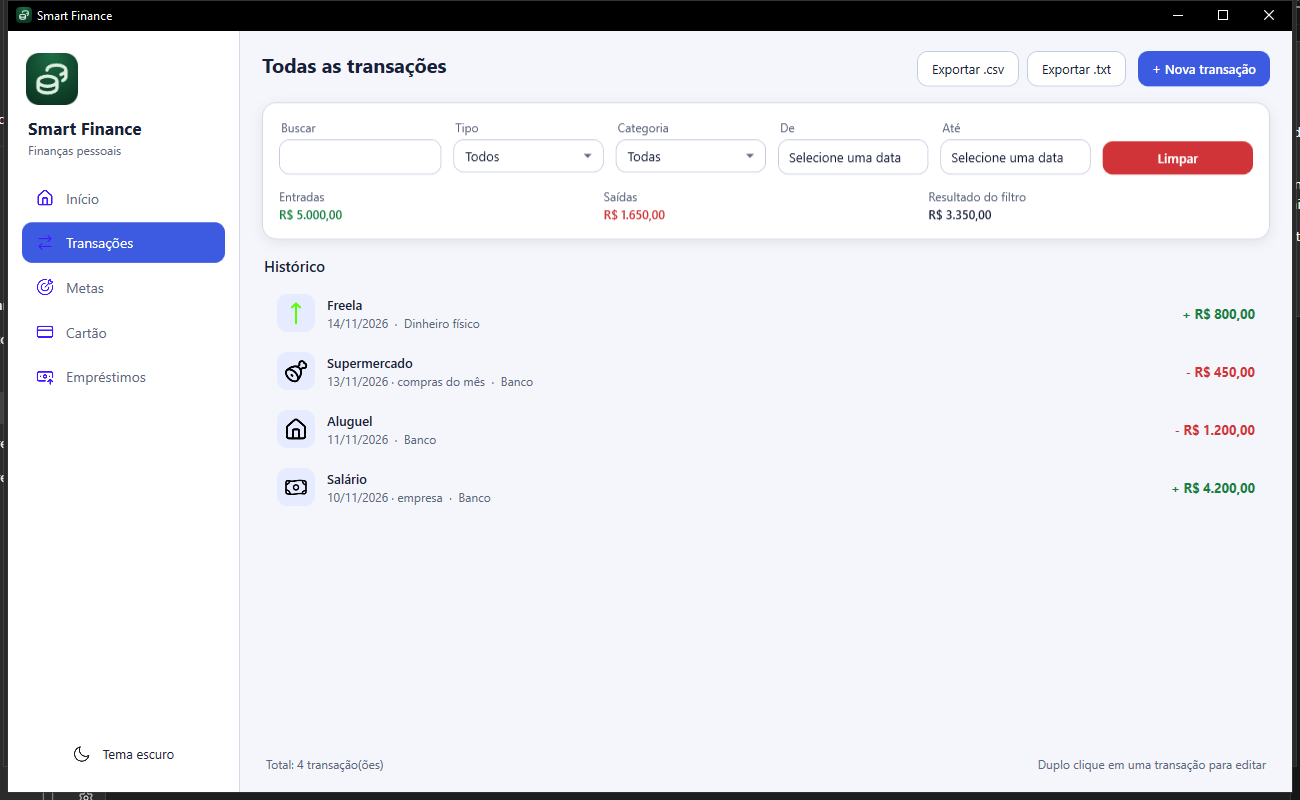 Smart Finance
Smart Finance
Finanças pessoais
Início
Transações
Metas
Cartão
Empréstimos
Tema escuro
Todas as transações
Exportar .csv
Exportar .txt
+ Nova transação
Buscar
Tipo
Categoria
De
Até
Todos
Todas
Selecione uma data
Selecione uma data
Limpar
Entradas
Saídas
Resultado do filtro
R$ 5.000,00
R$ 1.650,00
R$ 3.350,00
Histórico
Freela
14/11/2026 · Dinheiro físico
+ R$ 800,00
Supermercado
13/11/2026 · compras do mês · Banco
- R$ 450,00
Aluguel
11/11/2026 · Banco
- R$ 1.200,00
Salário
10/11/2026 · empresa · Banco
+ R$ 4.200,00
Total: 4 transação(ões)
Duplo clique em uma transação para editar